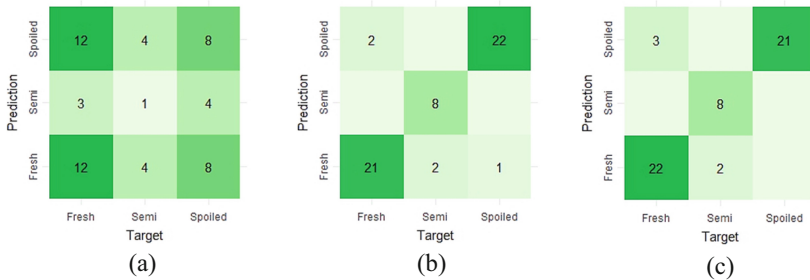 Prediction
Spoiled
12 4 8
Semi
3 1 4
Fresh
12 4 8
Fresh Semi Spoiled
Target
(a)
Prediction
Spoiled
2 22
Semi
8
Fresh
21 2 1
Fresh Semi Spoiled
Target
(b)
Prediction
Spoiled
3 21
Semi
8
Fresh
22 2
Fresh Semi Spoiled
Target
(c)